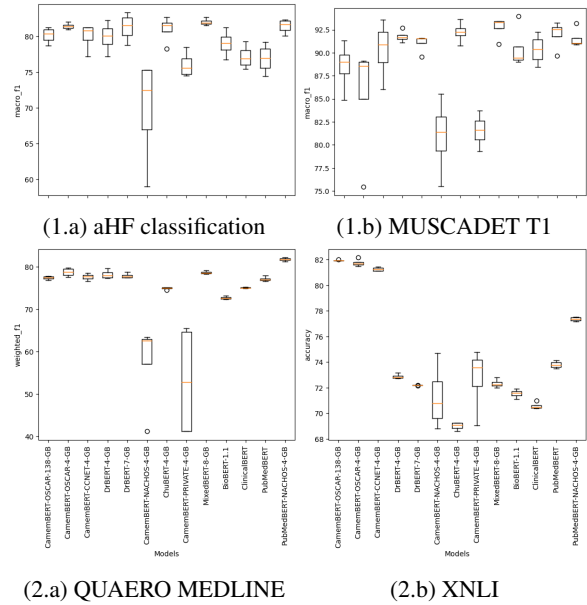 85
80
75
70
65
60
macro_f1
(1.a) aHF classification
92.5
90.0
87.5
85.0
82.5
80.0
77.5
75.0
macro_f1
(1.b) MUSCADET T1
80
70
60
50
40
weighted_f1
CamemBERT-OSCAR-138-GB
CamemBERT-OSCAR-4-GB
CamemBERT-CCNET-4-GB
DrBERT-4-GB
DrBERT-7-GB
CamemBERT-NACHOS-4-GB
ChuBERT-4-GB
CamemBERT-PRIVATE-4-GB
MixedBERT-8-GB
BioBERT-1.1
ClinicalBERT
PubMedBERT
PubMedBERT-NACHOS-4-GB
Models
(2.a) QUAERO MEDLINE
82
80
78
76
74
72
70
68
accuracy
CamemBERT-OSCAR-138-GB
CamemBERT-OSCAR-4-GB
CamemBERT-CCNET-4-GB
DrBERT-4-GB
DrBERT-7-GB
CamemBERT-NACHOS-4-GB
ChuBERT-4-GB
CamemBERT-PRIVATE-4-GB
MixedBERT-8-GB
BioBERT-1.1
ClinicalBERT
PubMedBERT
PubMedBERT-NACHOS-4-GB
Models
(2.b) XNLI